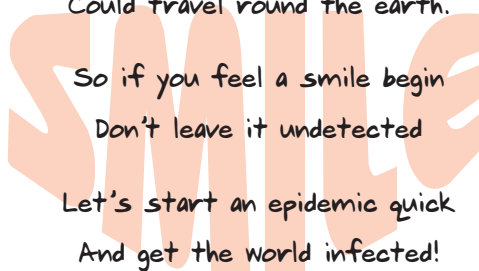 Could travel round the earth.
So if you feel a smile begin
Don't leave it undetected
Let's start an epidemic quick
And get the world infected!
SMILE